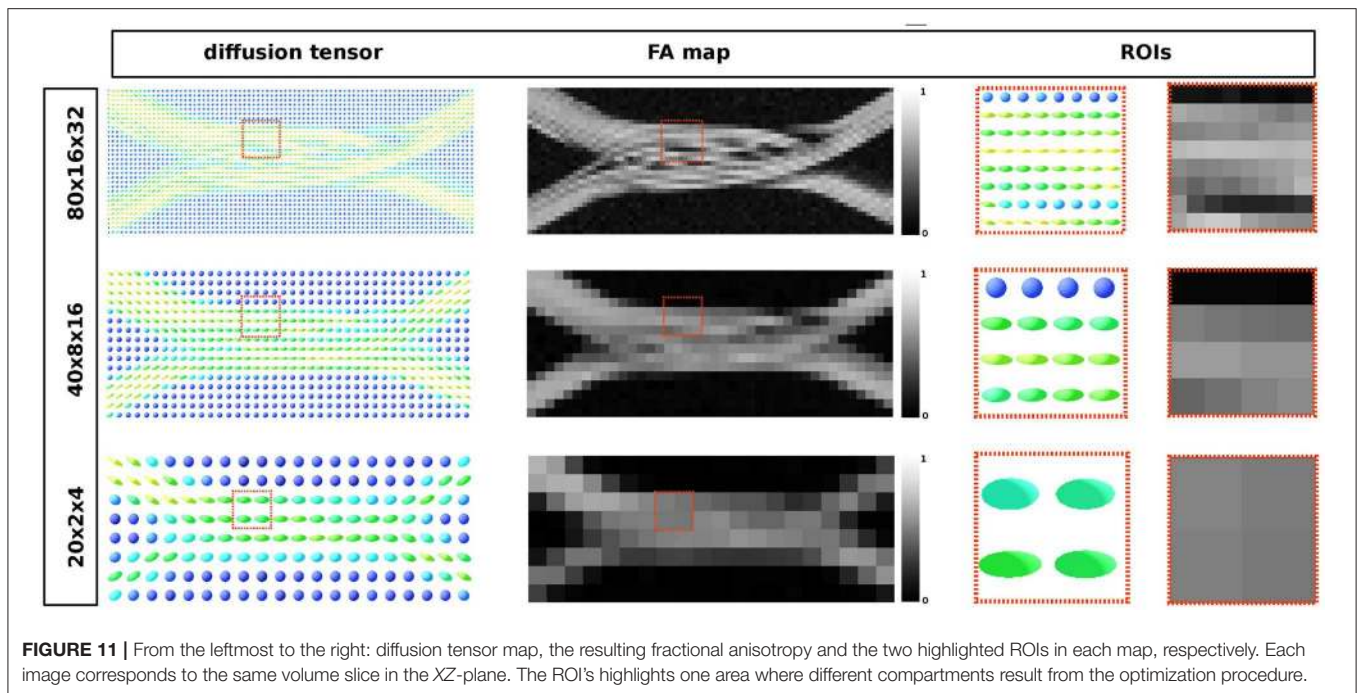 diffusion tensor FA map ROIs
80x16x32
1
0
40x8x16
1
0
20x2x4
1
0
FIGURE 11 | From the leftmost to the right: diffusion tensor map, the resulting fractional anisotropy and the two highlighted ROIs in each map, respectively. Each
image corresponds to the same volume slice in the XZ-plane. The ROI's highlights one area where different compartments result from the optimization procedure.